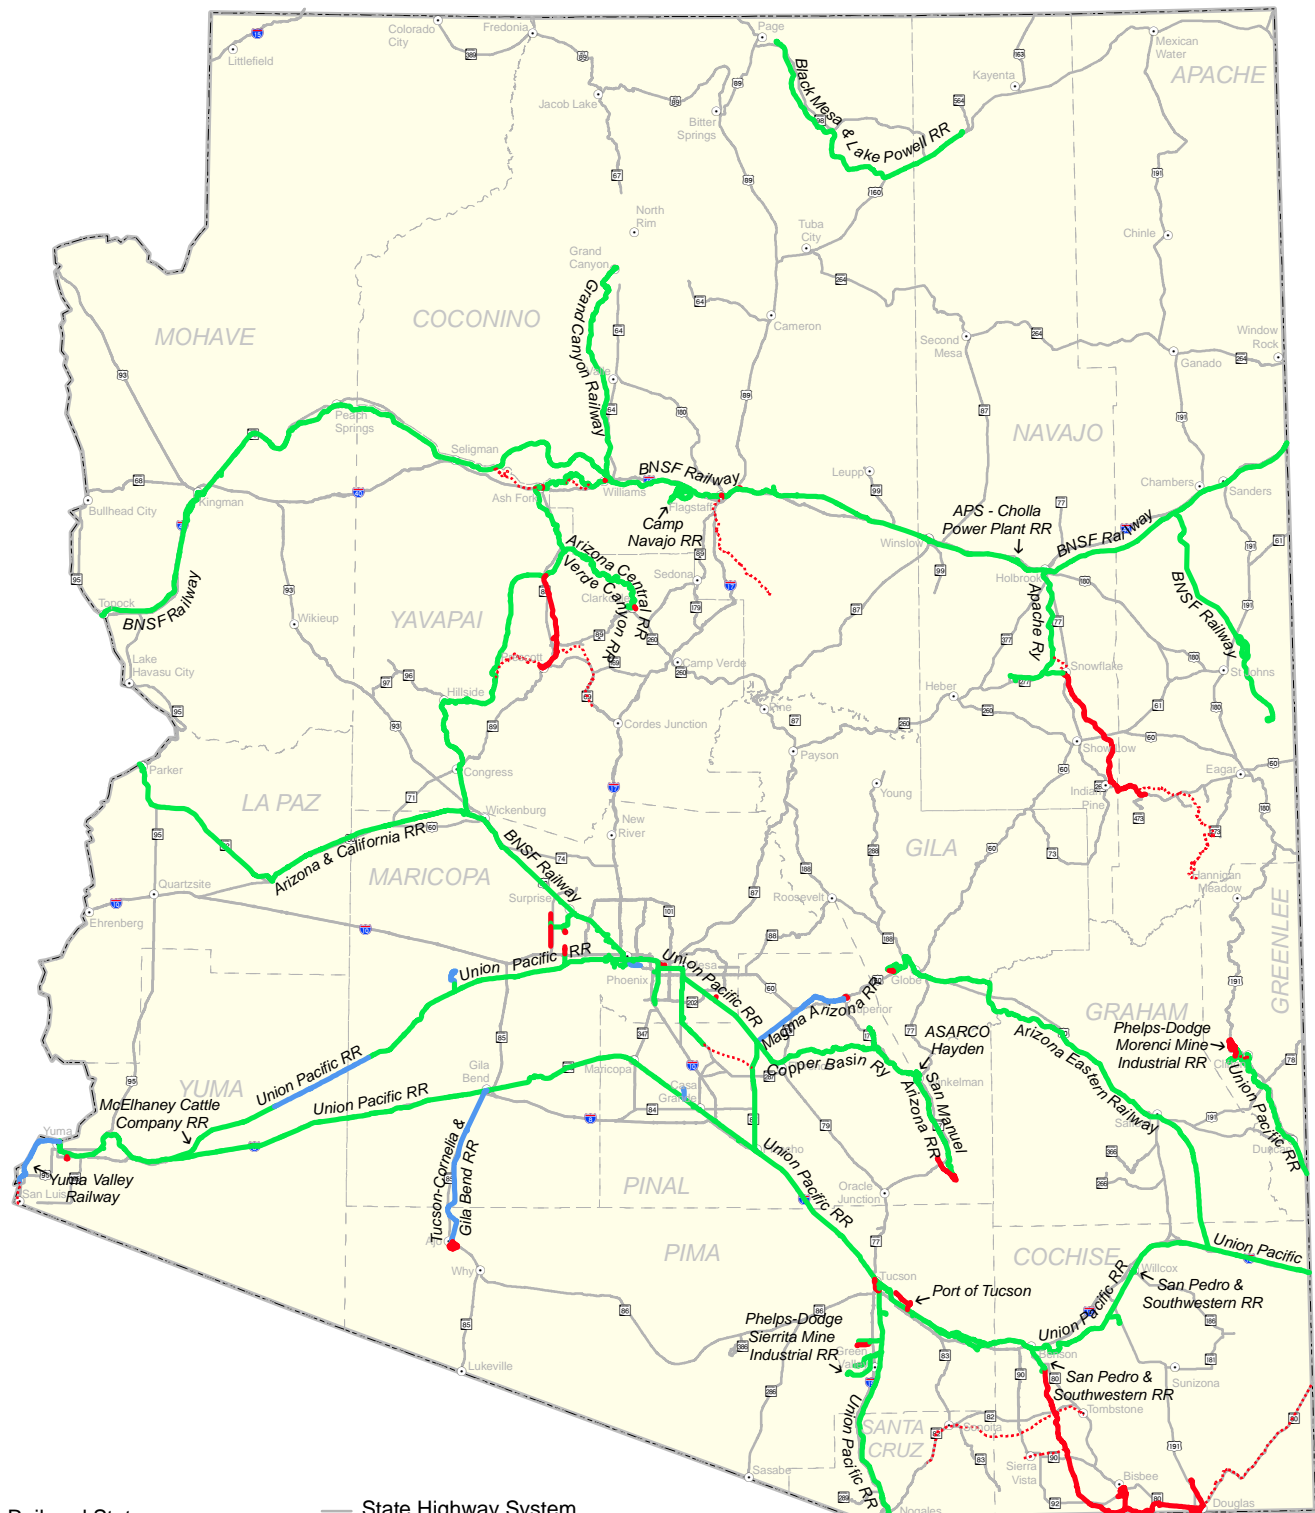 Page
Colorado
City
Fredonia
Littlefield
Mexican
Water
Kayenta
APACHE
Jacob Lake
Bitter
Springs
Black Mesa & Lake Powell RR
North
Rim
Tuba
City
Chinle
Grand
Canyon
Grand Canyon Railway
COCONINO
MOHAVE
Cameron
Second
Mesa
Window
Rock
Ganado
Peach
Springs
Seligman
NAVAJO
BNSF Railway
Leupp
Chambers
Sanders
Kingman
Bullhead City
Ash Fork
Williams
Flagstaff
Camp
Navajo RR
APS - Cholla
Power Plant RR
BNSF Railway
Winslow
Holbrook
Arizona Central RR
Verde Canyon RR
Sedona
Topock
BNSF Railway
Wikieup
YAVAPAI
Apache Ry
BNSF Railway
Lake
Havasu City
Prescott
Camp Verde
Snowflake
St Johns
Hillside
Heber
Cordes Junction
Pine
Payson
Show Low
Parker
Congress
Young
Indian
Pine
Eagar
LA PAZ
Wickenburg
New
River
Arizona & California RR
BNSF Railway
GILA
MARICOPA
Quartzsite
Surprise
Roosevelt
Hannigan
Meadow
Ehrenberg
GREENLEE
Union Pacific RR
Union Pacific RR
Phoenix
Globe
Magma Arizona RR
Superior
GRAHAM
Phelps-Dodge
Morenci Mine
Industrial RR
ASARCO
Hayden
Arizona Eastern Railway
Union Pacific RR
Gila
Bend
Maricopa
Copper Basin Ry
YUMA
Union Pacific RR
Casa
Grande
San Manuel
Arizona RR
Union Pacific RR
McElhaney Cattle
Company RR
Yuma
Duncan
Yuma Valley
Railway
San Luis
Tucson-Cornelia &
Gila Bend RR
Union Pacific RR
Oracle
Junction
PINAL
Ajo
Why
PIMA
COCHISE
Union Pacific
Tucson
Willcox
Port of Tucson
Union Pacific RR
San Pedro &
Southwestern RR
Phelps-Dodge
Sierrita Mine
Industrial RR
Green
Valley
Benson
Lukeville
San Pedro &
Southwestern RR
Sunizona
Tombstone
Union Pacific RR
SANTA
CRUZ
Sonoita
Sierra
Vista
Sasabe
Bisbee
Douglas
Nogales
State Highway System